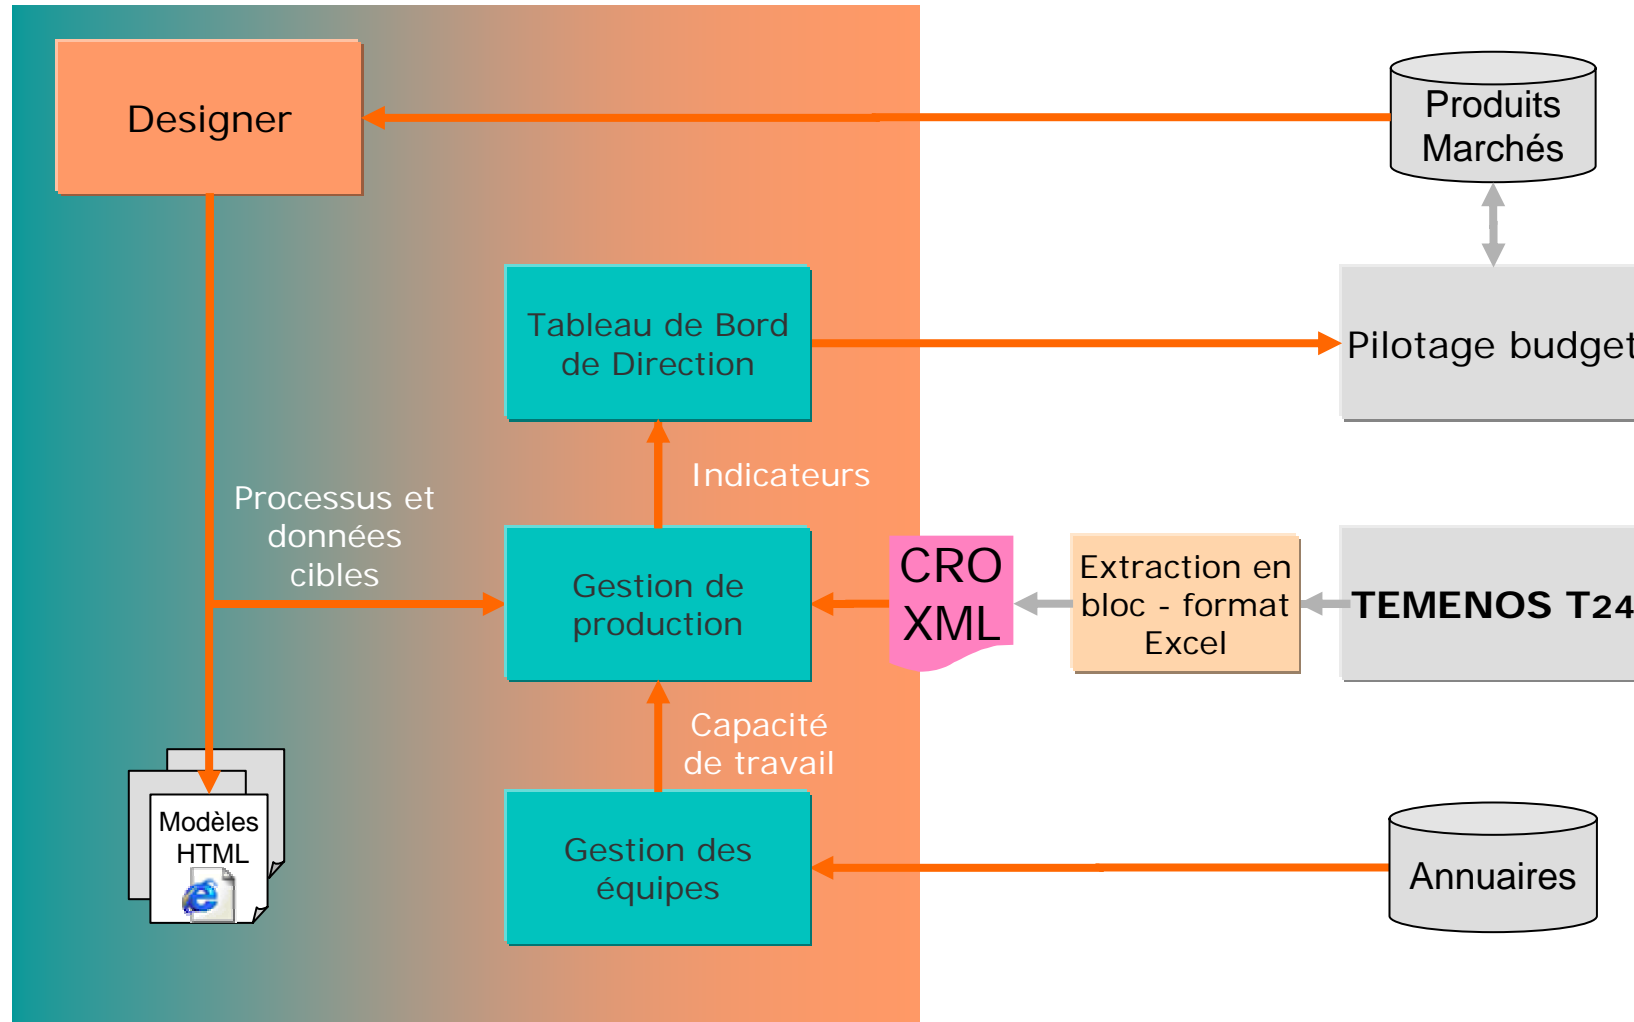 Designer
Produits
Marchés
Tableau de Bord
de Direction
Pilotage budget
Indicateurs
Processus et
données
cibles
Gestion de
production
CRO
XML
Extraction en
bloc - format
Excel
TEMENOS T24
Capacité
de travail
Modèles
HTML
Gestion des
équipes
Annuaires